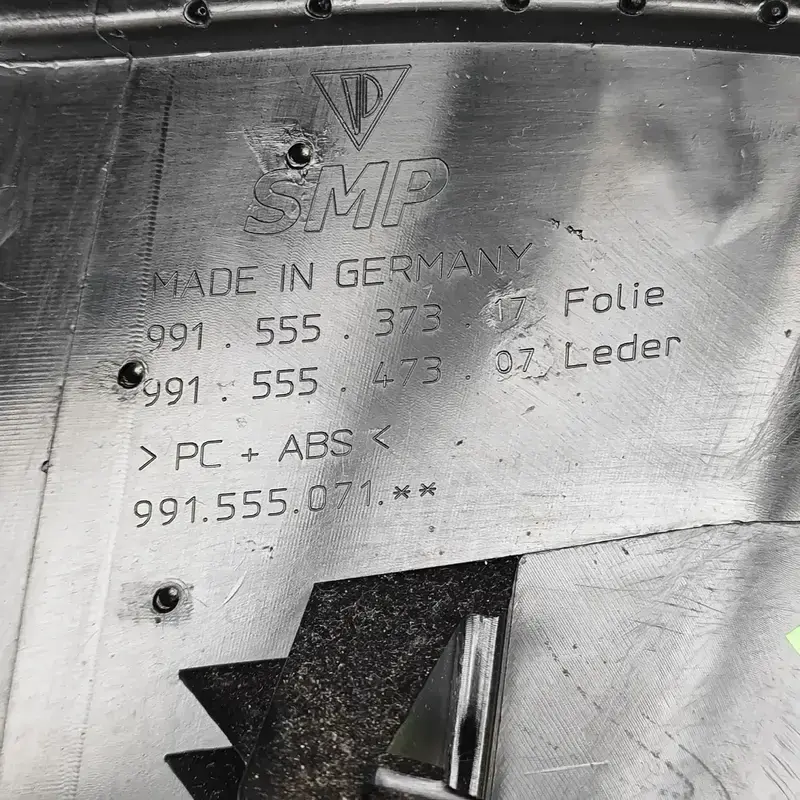 SMP
MADE IN GERMANY
991 . 555 . 373 . 17 Folie
991 . 555 . 473 . 07 Leder
> PC + ABS <
991.555.071.**